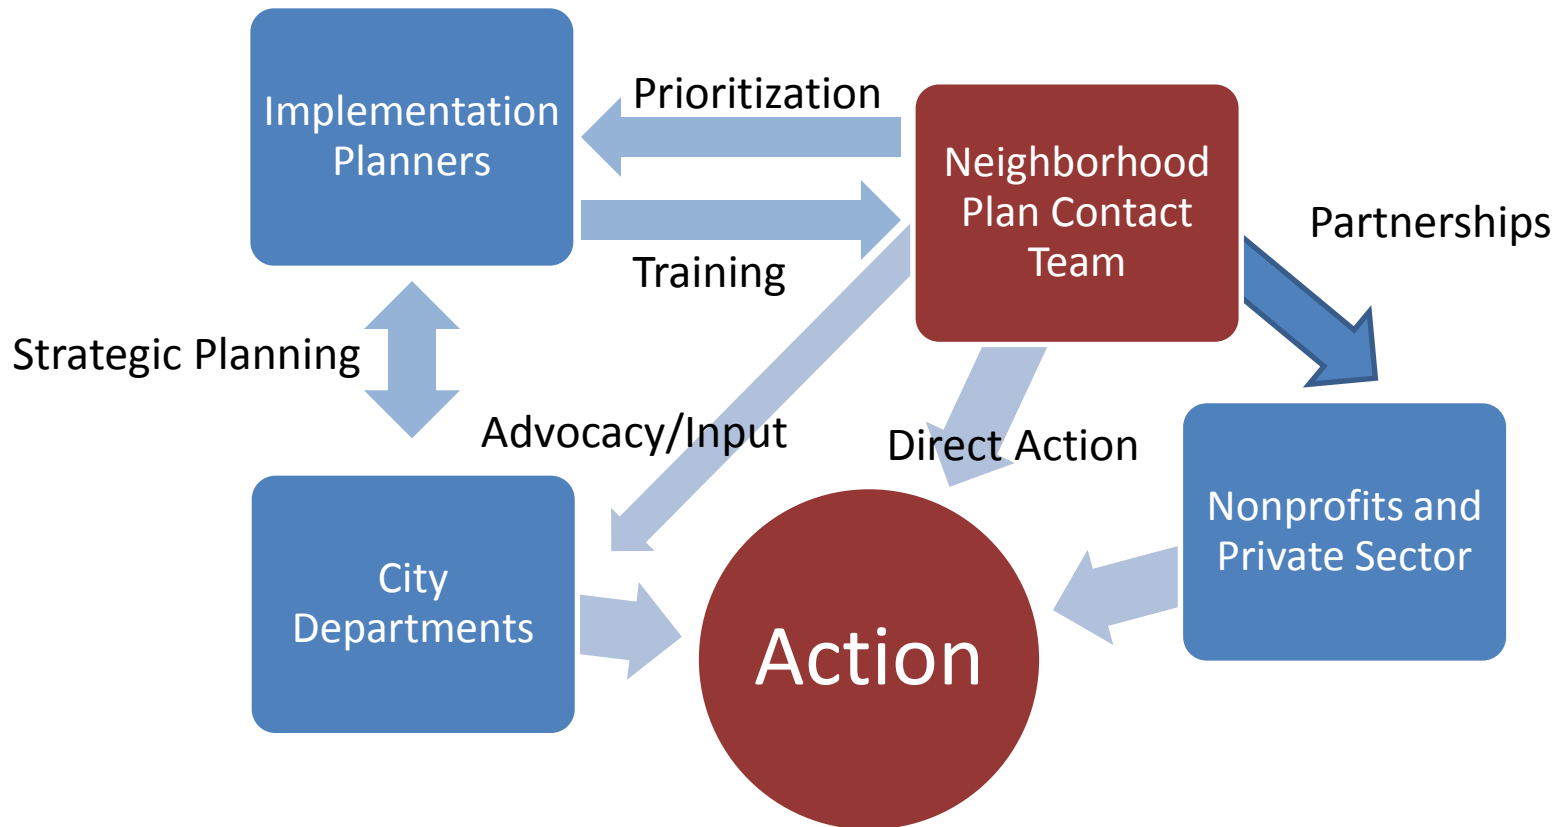 Implementation
Planners
Prioritization
Neighborhood
Plan Contact
Team
Partnerships
Training
Strategic Planning
Advocacy/Input
Direct Action
Nonprofits and
Private Sector
City
Departments
Action